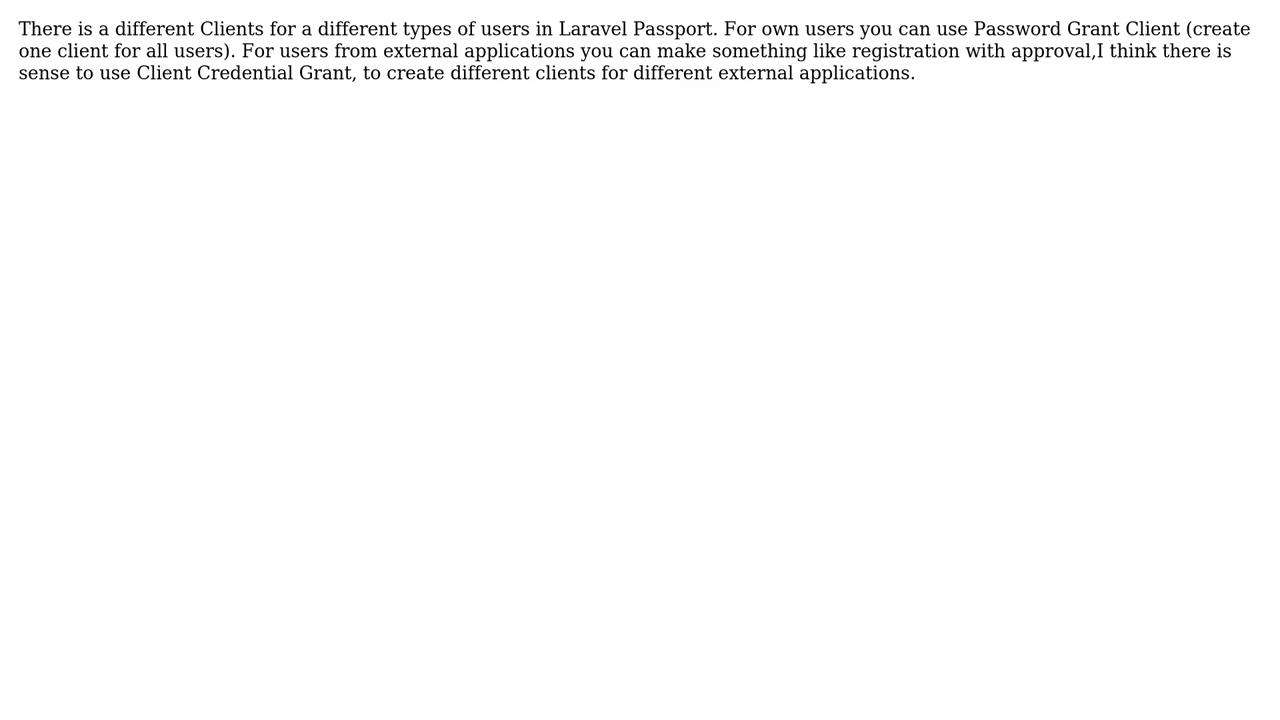 There is a different Clients for a different types of users in Laravel Passport. For own users you can use Password Grant Client (create
one client for all users). For users from external applications you can make something like registration with approval,I think there is
sense to use Client Credential Grant, to create different clients for different external applications.